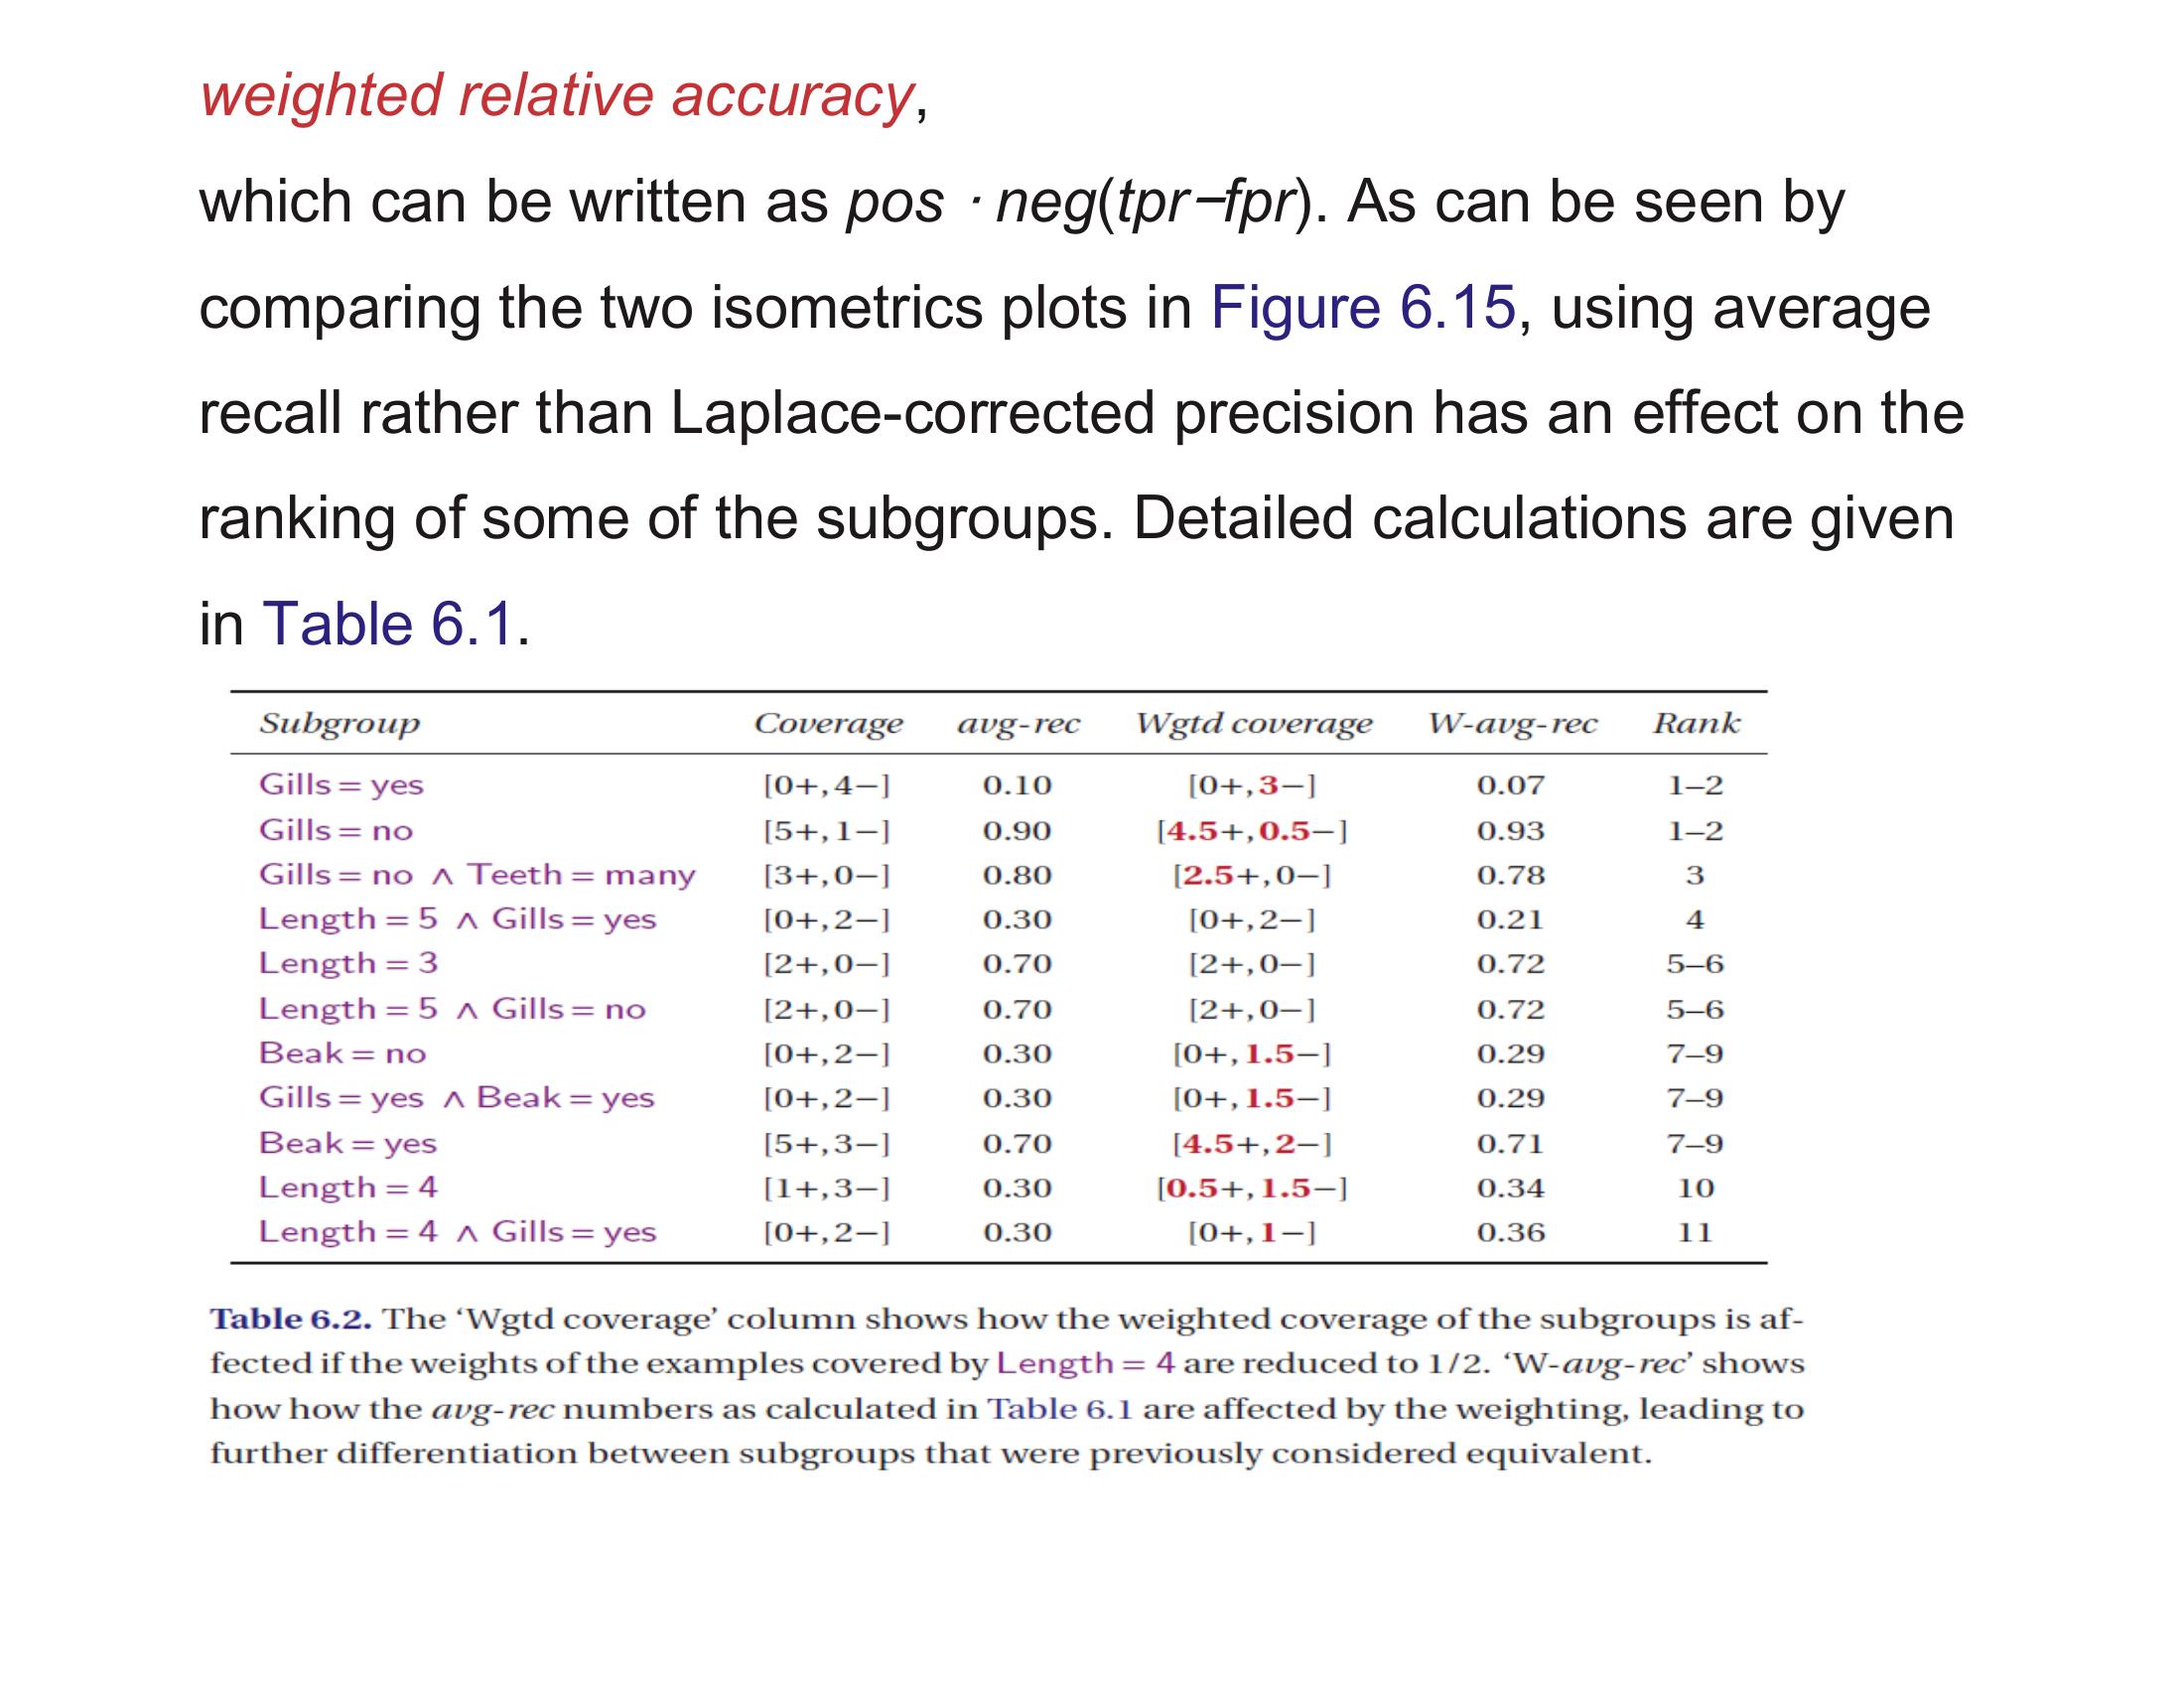 weighted relative accuracy,
which can be written as pos · neg(tpr−fpr). As can be seen by
comparing the two isometrics plots in Figure 6.15, using average
recall rather than Laplace-corrected precision has an effect on the
ranking of some of the subgroups. Detailed calculations are given
in Table 6.1.
Subgroup Coverage avg-rec Wgtd coverage W-avg-rec Rank
Gills = yes [0+,4−] 0.10 [0+,3−] 0.07 1–2
Gills = no [5+,1−] 0.90 [4.5+,0.5−] 0.93 1–2
Gills = no ∧ Teeth = many [3+,0−] 0.80 [2.5+,0−] 0.78 3
Length = 5 ∧ Gills = yes [0+,2−] 0.30 [0+,2−] 0.21 4
Length = 3 [2+,0−] 0.70 [2+,0−] 0.72 5–6
Length = 5 ∧ Gills = no [2+,0−] 0.70 [2+,0−] 0.72 5–6
Beak = no [0+,2−] 0.30 [0+,1.5−] 0.29 7–9
Gills = yes ∧ Beak = yes [0+,2−] 0.30 [0+,1.5−] 0.29 7–9
Beak = yes [5+,3−] 0.70 [4.5+,2−] 0.71 7–9
Length = 4 [1+,3−] 0.30 [0.5+,1.5−] 0.34 10
Length = 4 ∧ Gills = yes [0+,2−] 0.30 [0+,1−] 0.36 11
Table 6.2. The ‘Wgtd coverage’ column shows how the weighted coverage of the subgroups is af-
fected if the weights of the examples covered by Length = 4 are reduced to 1/2. ‘W-avg-rec’ shows
how how the avg-rec numbers as calculated in Table 6.1 are affected by the weighting, leading to
further differentiation between subgroups that were previously considered equivalent.